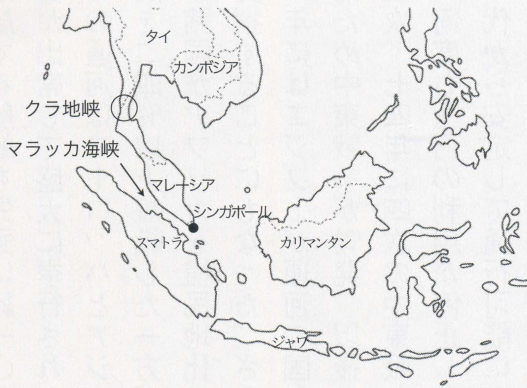 タイ
カンボジア
クラ地峡
マラッカ海峡
マレーシア
シンガポール
スマトラ
カリマンタン
ジャワ